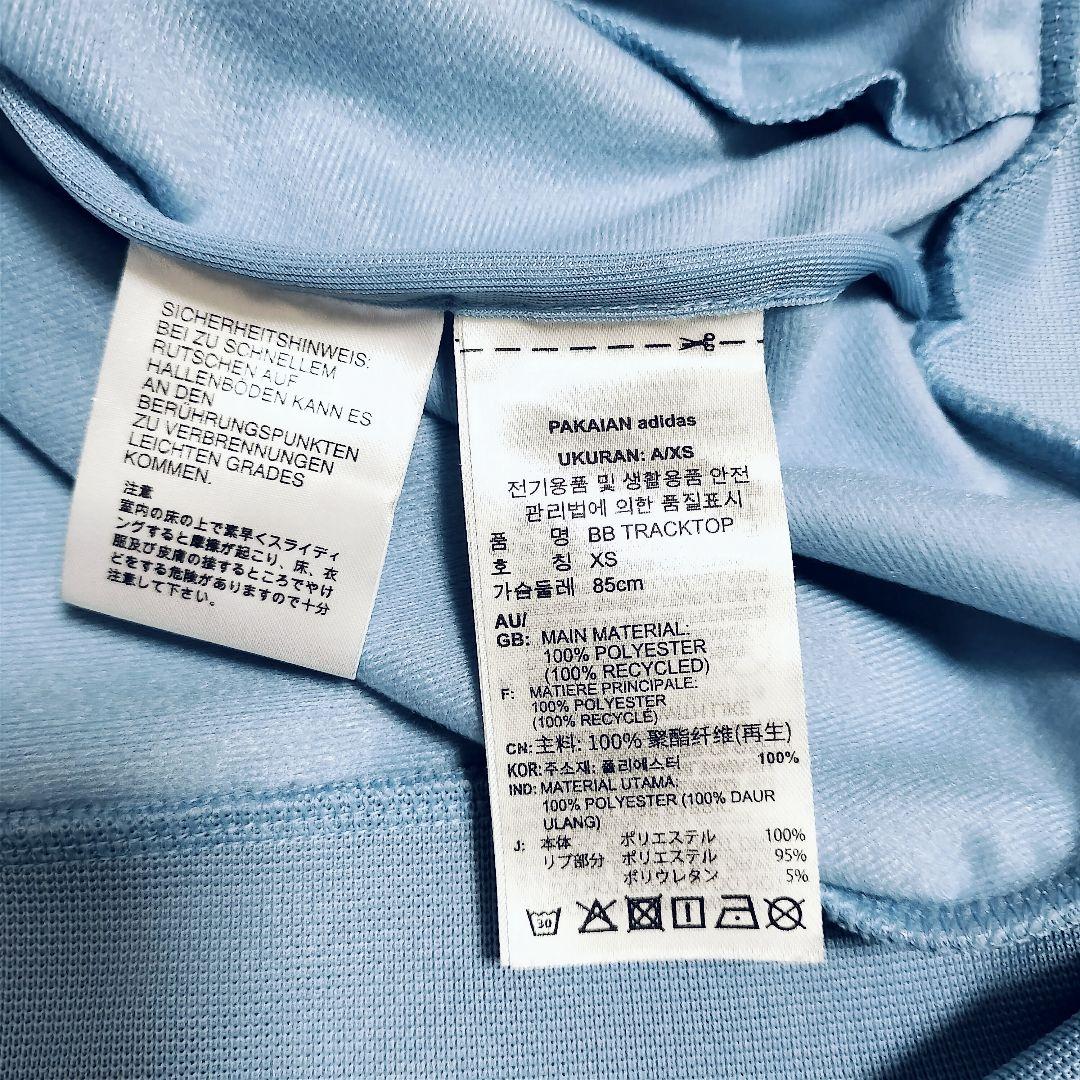 SICHERHEITSHINWEIS:
BEI ZU SCHNELLEM
RUTSCHEN AUF
HALLENBÖDEN KANN ES
AN DEN
BERÜHRUNGSPUNKTEN
ZU VERBRENNUNGEN
LEICHTEN GRADES
KOMMEN.
注意
室内の床の上で素早くスライディ
ングすると摩擦が起こり、床、衣
服及び皮膚の接するところでやけ
どをする危険がありますので十分
注意して下さい。
PAKAIAN adidas
UKURAN: A/XS
전기용품 및 생활용품 안전
관리법에 의한 품질표시
품 명 BB TRACKTOP
호 칭 XS
가슴둘레 85cm
AU/
GB: MAIN MATERIAL:
100% POLYESTER
(100% RECYCLED)
F: MATIERE PRINCIPALE:
100% POLYESTER
(100% RECYCLÉ)
CN: 主料: 100% 聚酯纤维(再生)
KOR: 주소재: 폴리에스터 100%
IND: MATERIAL UTAMA:
100% POLYESTER (100% DAUR
ULANG)
J: 本体 ポリエステル 100%
リブ部分 ポリエステル 95%
ポリウレタン 5%
30